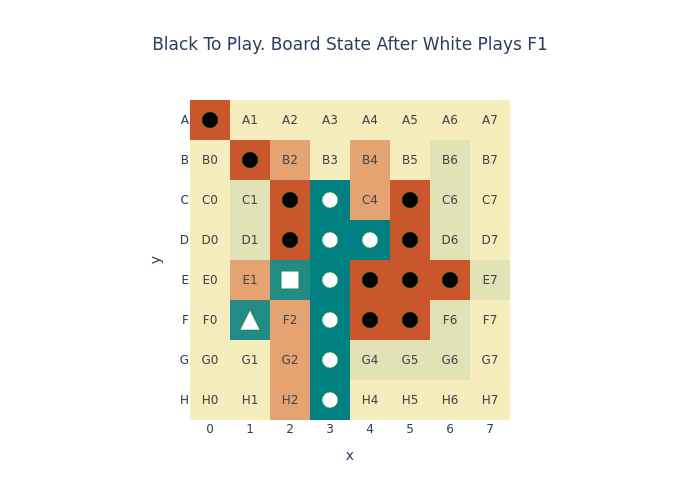 Black To Play. Board State After White Plays F1
A A1 A2 A3 A4 A5 A6 A7
B B0 B2 B3 B4 B5 B6 B7
C C0 C1 C4 C6 C7
D D0 D1 D6 D7
E E0 E1 E7
F F0 F2 F6 F7
G G0 G1 G2 G4 G5 G6 G7
H H0 H1 H2 H4 H5 H6 H7
0 1 2 3 4 5 6 7
x
y